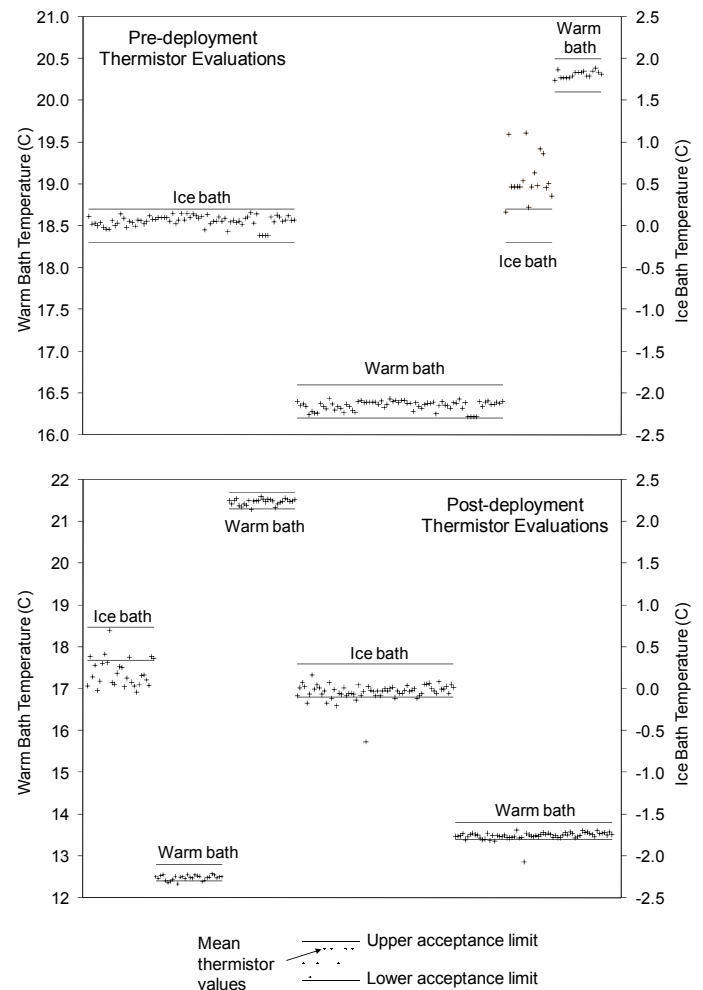 Pre-deployment
Thermistor Evaluations
Warm Bath Temperature (C)
21.0
20.5
20.0
19.5
19.0
18.5
18.0
17.5
17.0
16.5
16.0
Ice bath
Warm bath
Ice bath
Warm
bath
2.5
2.0
1.5
1.0
0.5
0.0
-0.5
-1.0
-1.5
-2.0
-2.5
Ice Bath Temperature (C)
Post-deployment
Thermistor Evaluations
Warm Bath Temperature (C)
22
21
20
19
18
17
16
15
14
13
12
Ice bath
Warm bath
Warm bath
Ice bath
Warm bath
2.5
2.0
1.5
1.0
0.5
0.0
-0.5
-1.0
-1.5
-2.0
-2.5
Ice Bath Temperature (C)
Mean
thermistor
values
Upper acceptance limit
Lower acceptance limit